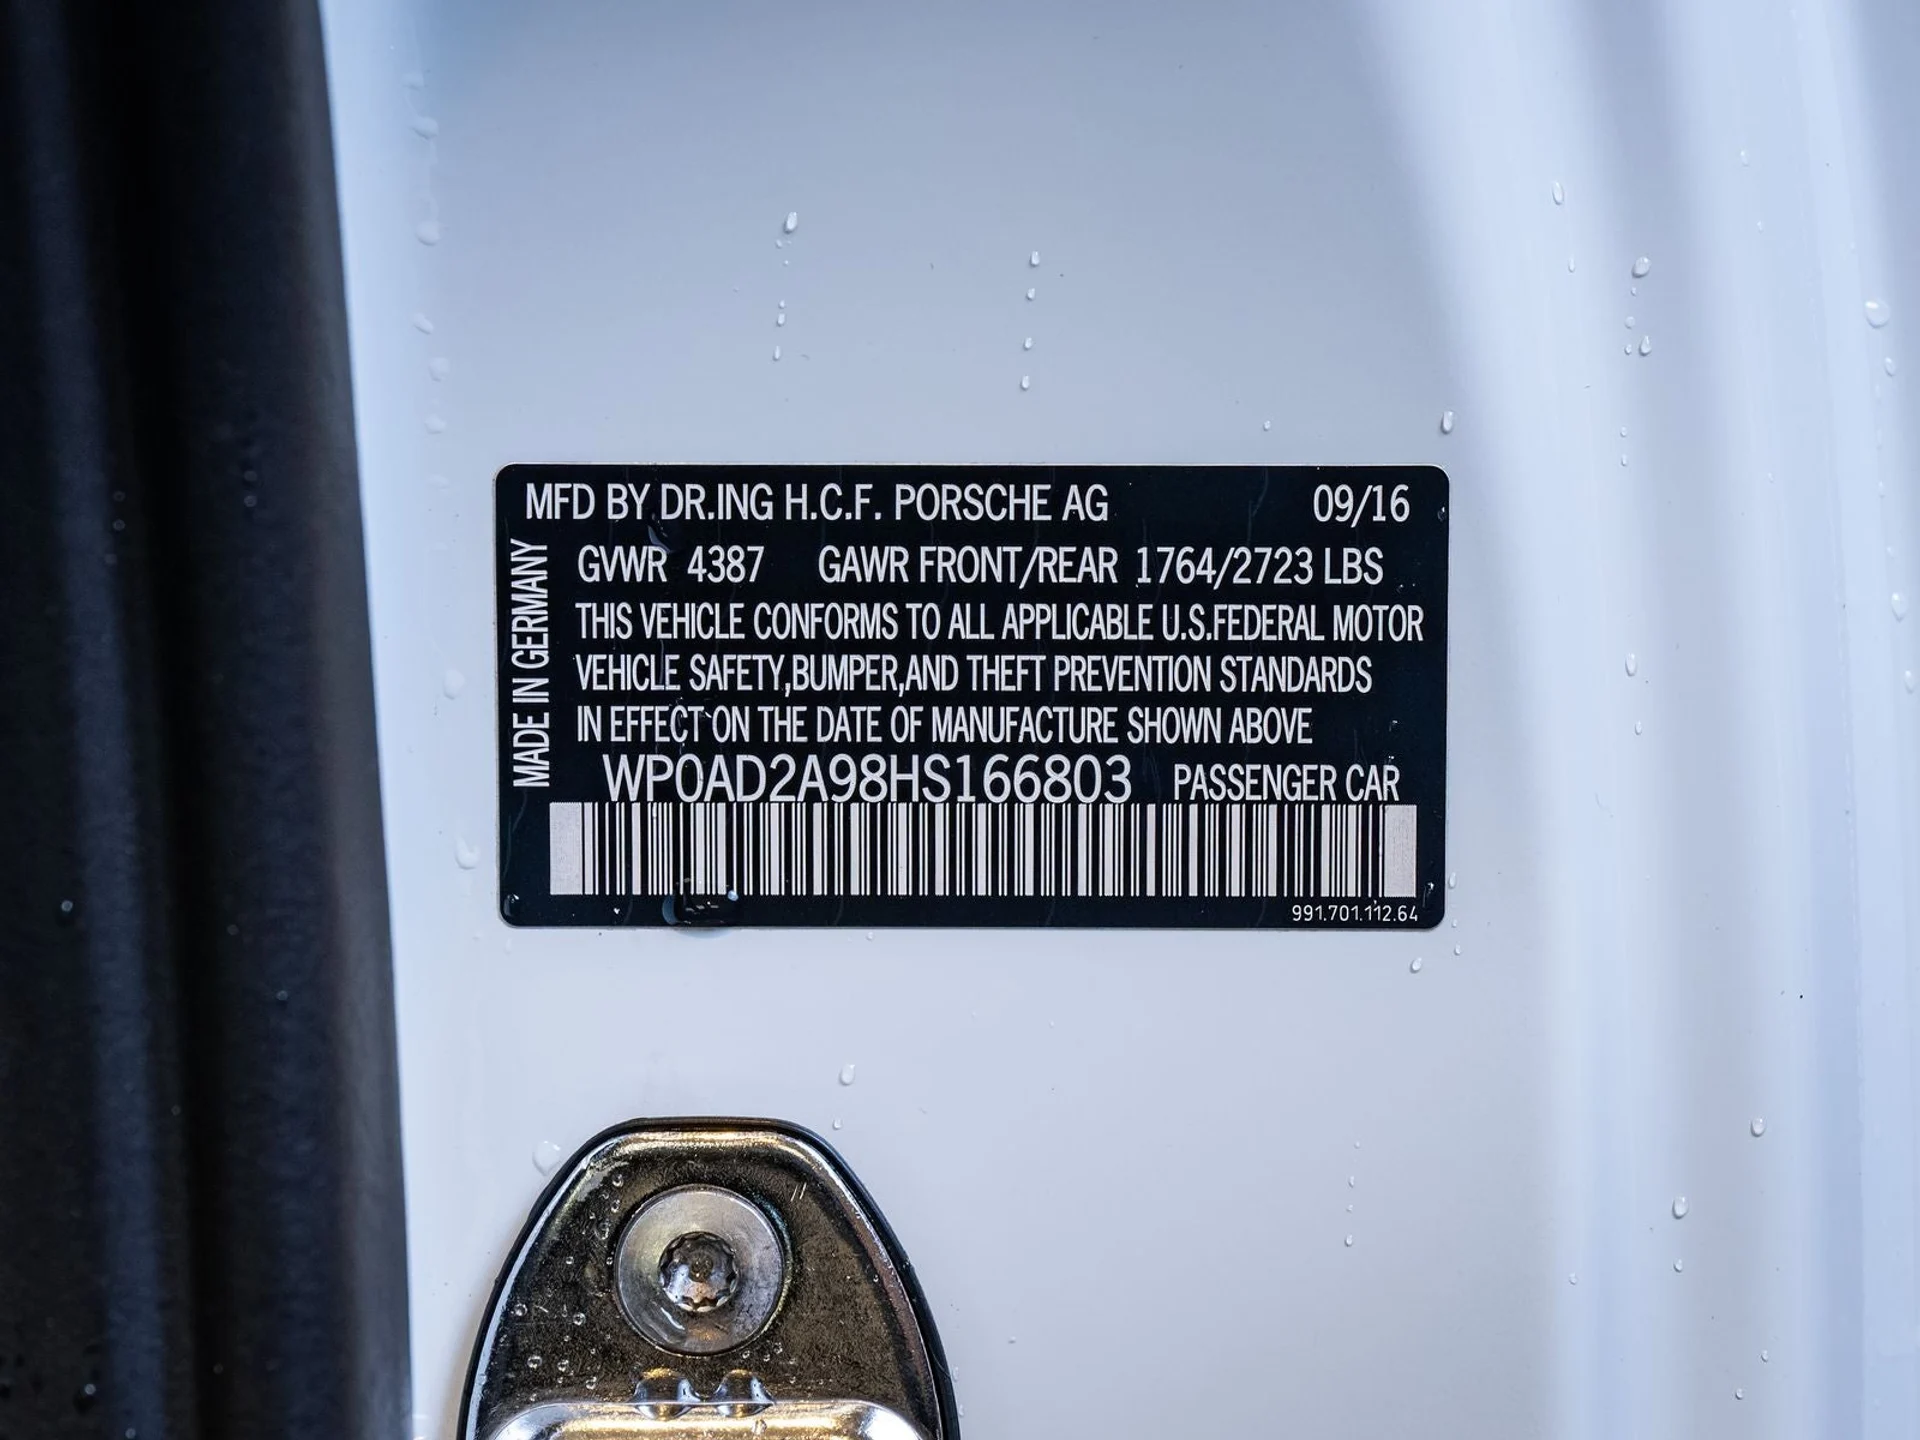 MFD BY DR.ING H.C.F. PORSCHE AG 09/16
GVWR 4387 GAWR FRONT/REAR 1764/2723 LBS
THIS VEHICLE CONFORMS TO ALL APPLICABLE U.S.FEDERAL MOTOR
VEHICLE SAFETY,BUMPER,AND THEFT PREVENTION STANDARDS
IN EFFECT ON THE DATE OF MANUFACTURE SHOWN ABOVE
WP0AD2A98HS166803 PASSENGER CAR
991.701.112.64
MADE IN GERMANY